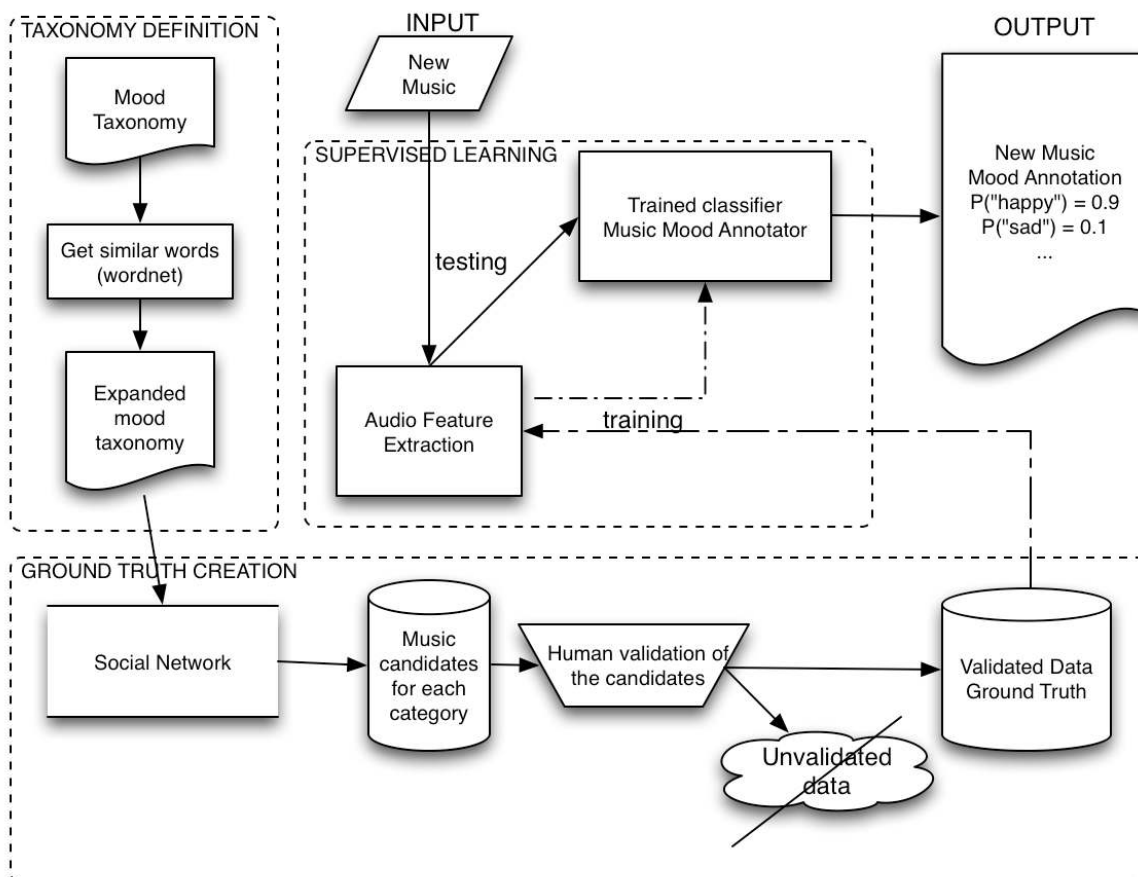 TAXONOMY DEFINITION
Mood
Taxonomy
Get similar words
(wordnet)
Expanded
mood
taxonomy
INPUT
New
Music
SUPERVISED LEARNING
Trained classifier
Music Mood Annotator
testing
Audio Feature
Extraction
training
OUTPUT
New Music
Mood Annotation
P("happy") = 0.9
P("sad") = 0.1
...
GROUND TRUTH CREATION
Social Network
Music
candidates
for each
category
Human validation of
the candidates
Unvalidated
data
Validated Data
Ground Truth